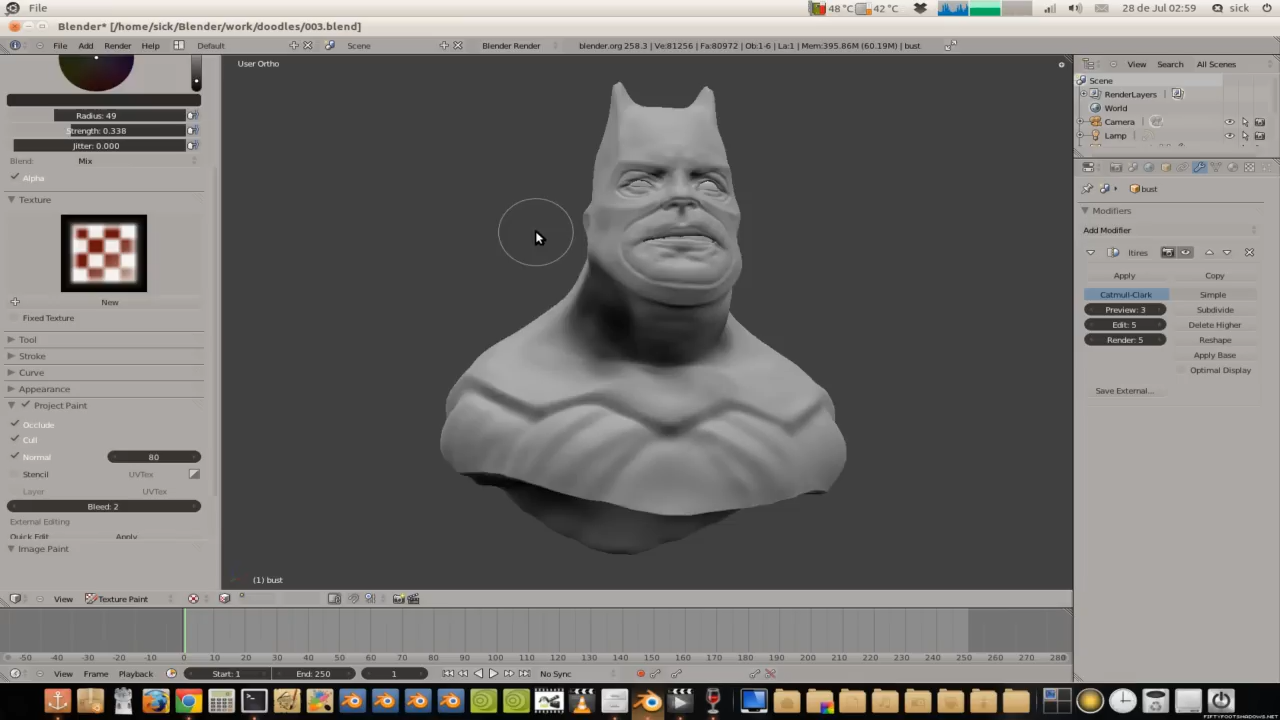 File
48 °C
42 °C
28 de Jul 02:59
sick
Blender* [/home/sick/Blender/work/doodles/003.blend]
File Add Render Help
Default
Scene
Blender Render
blender.org 258.3 | Ve:81256 | Fa:80972 | Ob:1-6 | La:1 | Mem:395.86M (60.19M) | bust
User Ortho
View Search All Scenes
Scene
RenderLayers
World
Camera
Lamp
Radius: 49
Strength: 0.338
Jitter: 0.000
Blend: Mix
Alpha
Texture
New
Fixed Texture
Tool
Stroke
Curve
Appearance
Project Paint
Occlude
Cull
Normal 80
Stencil UVTex
Layer UVTex
Bleed: 2
External Editing
Quick Edit Apply
Image Paint
bust
Modifiers
Add Modifier
ltires
Apply Copy
Catmull-Clark Simple
Preview: 3 Subdivide
Edit: 5 Delete Higher
Render: 5 Reshape
Apply Base
Optimal Display
Save External...
(1) bust
View Texture Paint
-50 -40 -30 -20 -10 0 10 20 30 40 50 60 70 80 90 100 110 120 130 140 150 160 170 180 190 200 210 220 230 240 250 260 270 280
View Frame Playback Start: 1 End: 250 1 No Sync
FIFTYFOOTSHADOWS.NET